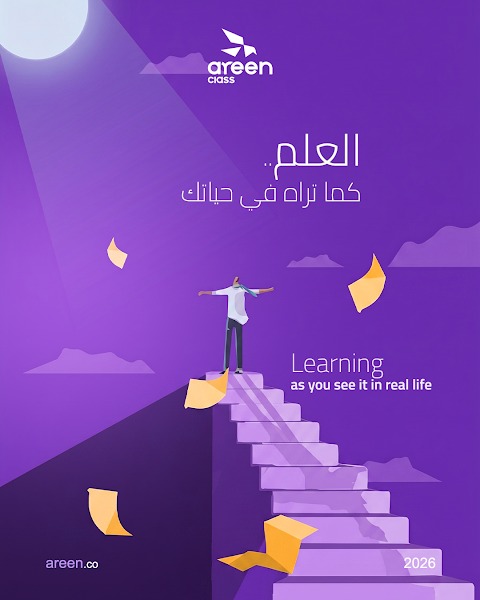 areen
class
العلم..
كما تراه في حياتك
Learning
as you see it in real life
areen.co
2026